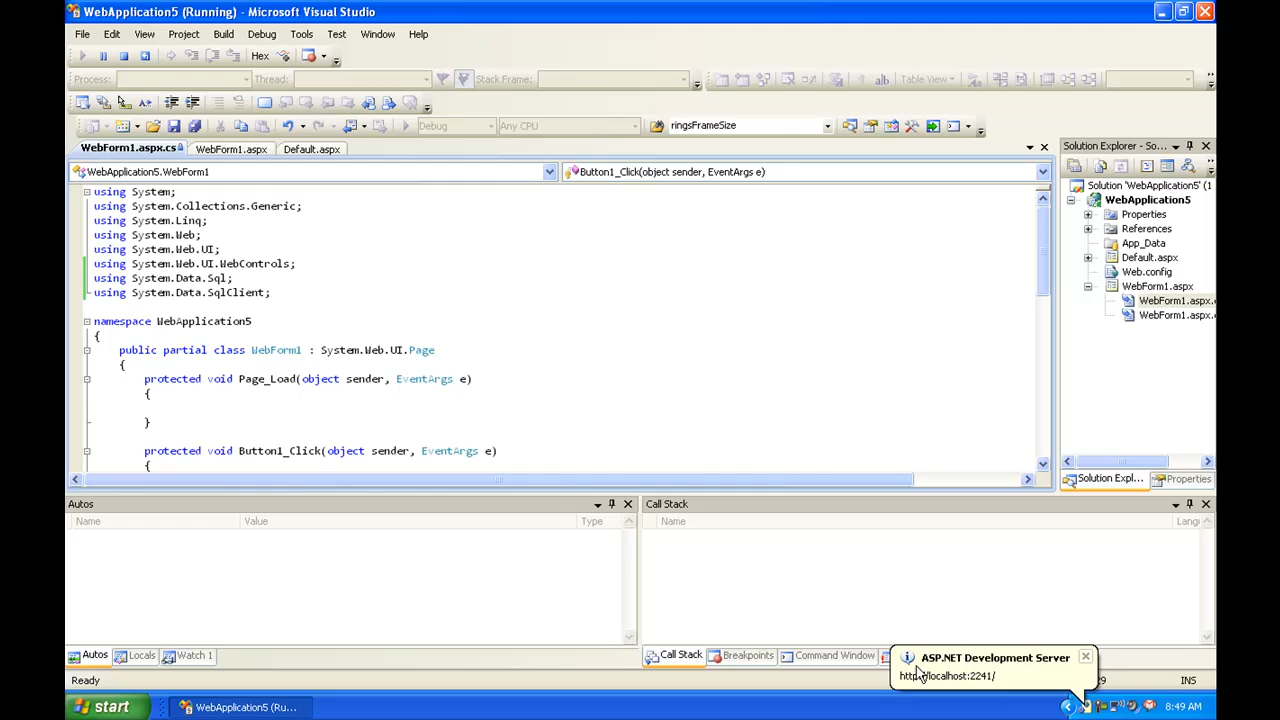 WebApplication5 (Running) - Microsoft Visual Studio
File Edit View Project Build Debug Tools Test Window Help
Hex
Process: Thread: Stack Frame: Table View
Debug Any CPU ringsFrameSize
WebForm1.aspx.cs WebForm1.aspx Default.aspx
Solution Explorer - So...
WebApplication5.WebForm1 Button1_Click(object sender, EventArgs e)
Solution 'WebApplication5' (1
WebApplication5
Properties
References
App_Data
Default.aspx
Web.config
WebForm1.aspx
WebForm1.aspx.
WebForm1.aspx.
Solution Expl... Properties
using System;
using System.Collections.Generic;
using System.Linq;
using System.Web;
using System.Web.UI;
using System.Web.UI.WebControls;
using System.Data.Sql;
using System.Data.SqlClient;
namespace WebApplication5
{
public partial class WebForm1 : System.Web.UI.Page
{
protected void Page_Load(object sender, EventArgs e)
{
}
protected void Button1_Click(object sender, EventArgs e)
{
Autos
Name Value Type
Call Stack
Name Lang
Autos Locals Watch 1
Call Stack Breakpoints Command Window
ASP.NET Development Server
localhost:2241/
Ready INS
start WebApplication5 (Ru... 8:49 AM